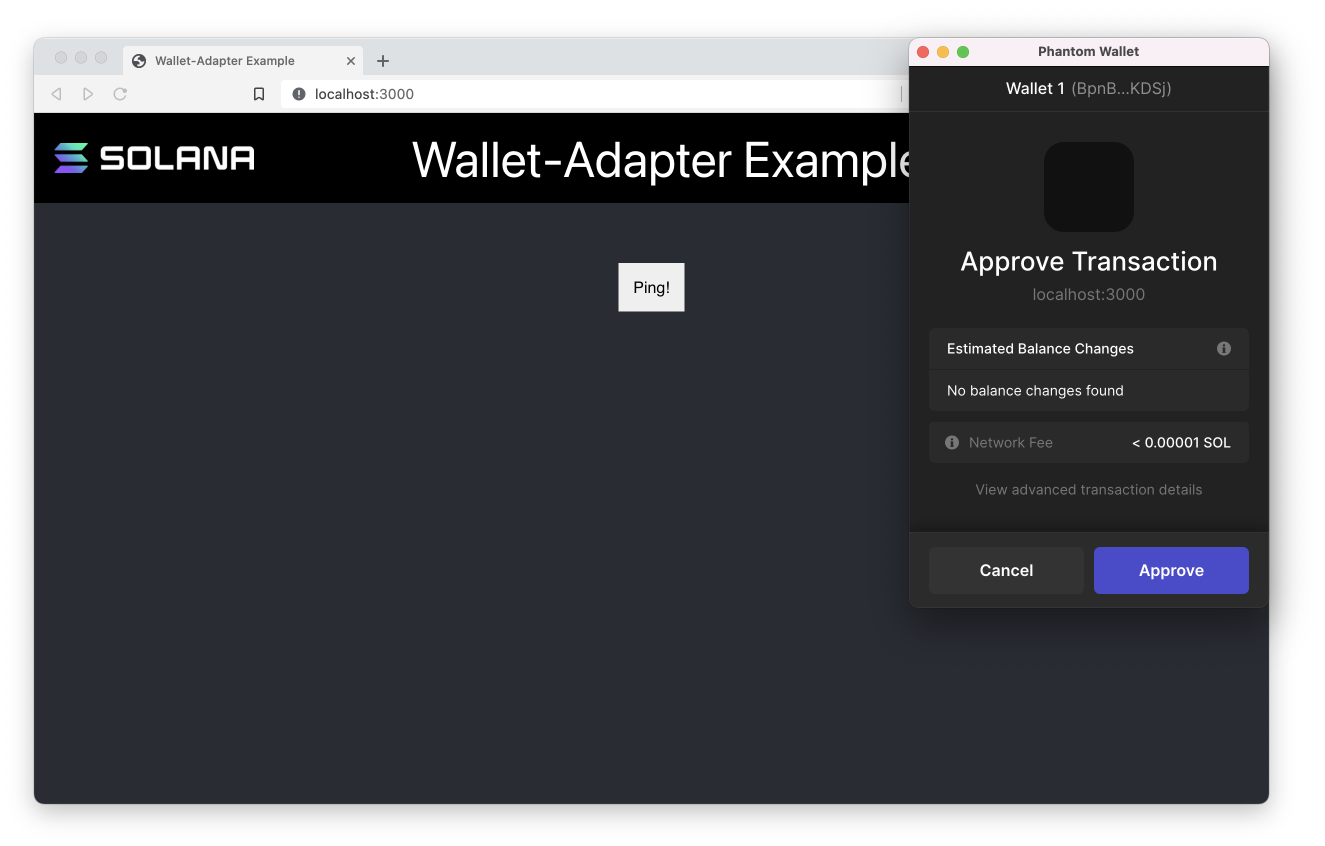 Wallet-Adapter Example
localhost:3000
SOLANA
Wallet-Adapter Example
Ping!
Phantom Wallet
Wallet 1 (BpnB...KDSj)
Approve Transaction
localhost:3000
Estimated Balance Changes
No balance changes found
Network Fee < 0.00001 SOL
View advanced transaction details
Cancel Approve